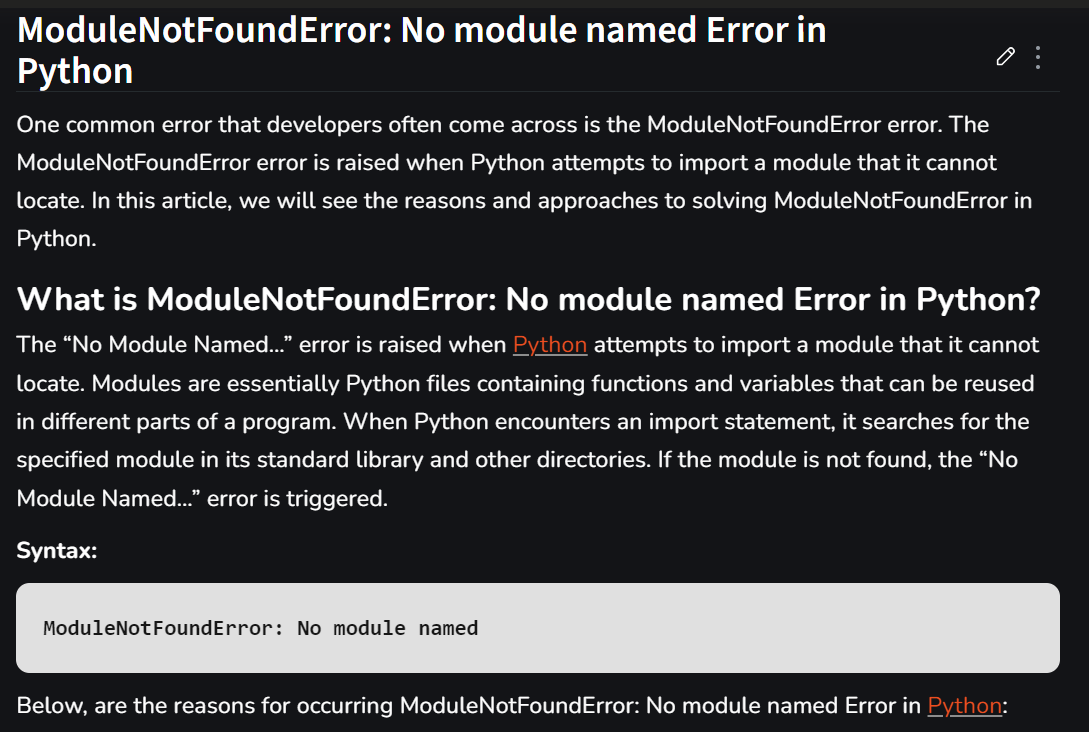 ModuleNotFoundError: No module named Error in
Python
One common error that developers often come across is the ModuleNotFoundError error. The
ModuleNotFoundError error is raised when Python attempts to import a module that it cannot
locate. In this article, we will see the reasons and approaches to solving ModuleNotFoundError in
Python.
What is ModuleNotFoundError: No module named Error in Python?
The “No Module Named...” error is raised when Python attempts to import a module that it cannot
locate. Modules are essentially Python files containing functions and variables that can be reused
in different parts of a program. When Python encounters an import statement, it searches for the
specified module in its standard library and other directories. If the module is not found, the “No
Module Named...” error is triggered.
Syntax:
ModuleNotFoundError: No module named
Below, are the reasons for occurring ModuleNotFoundError: No module named Error in Python: